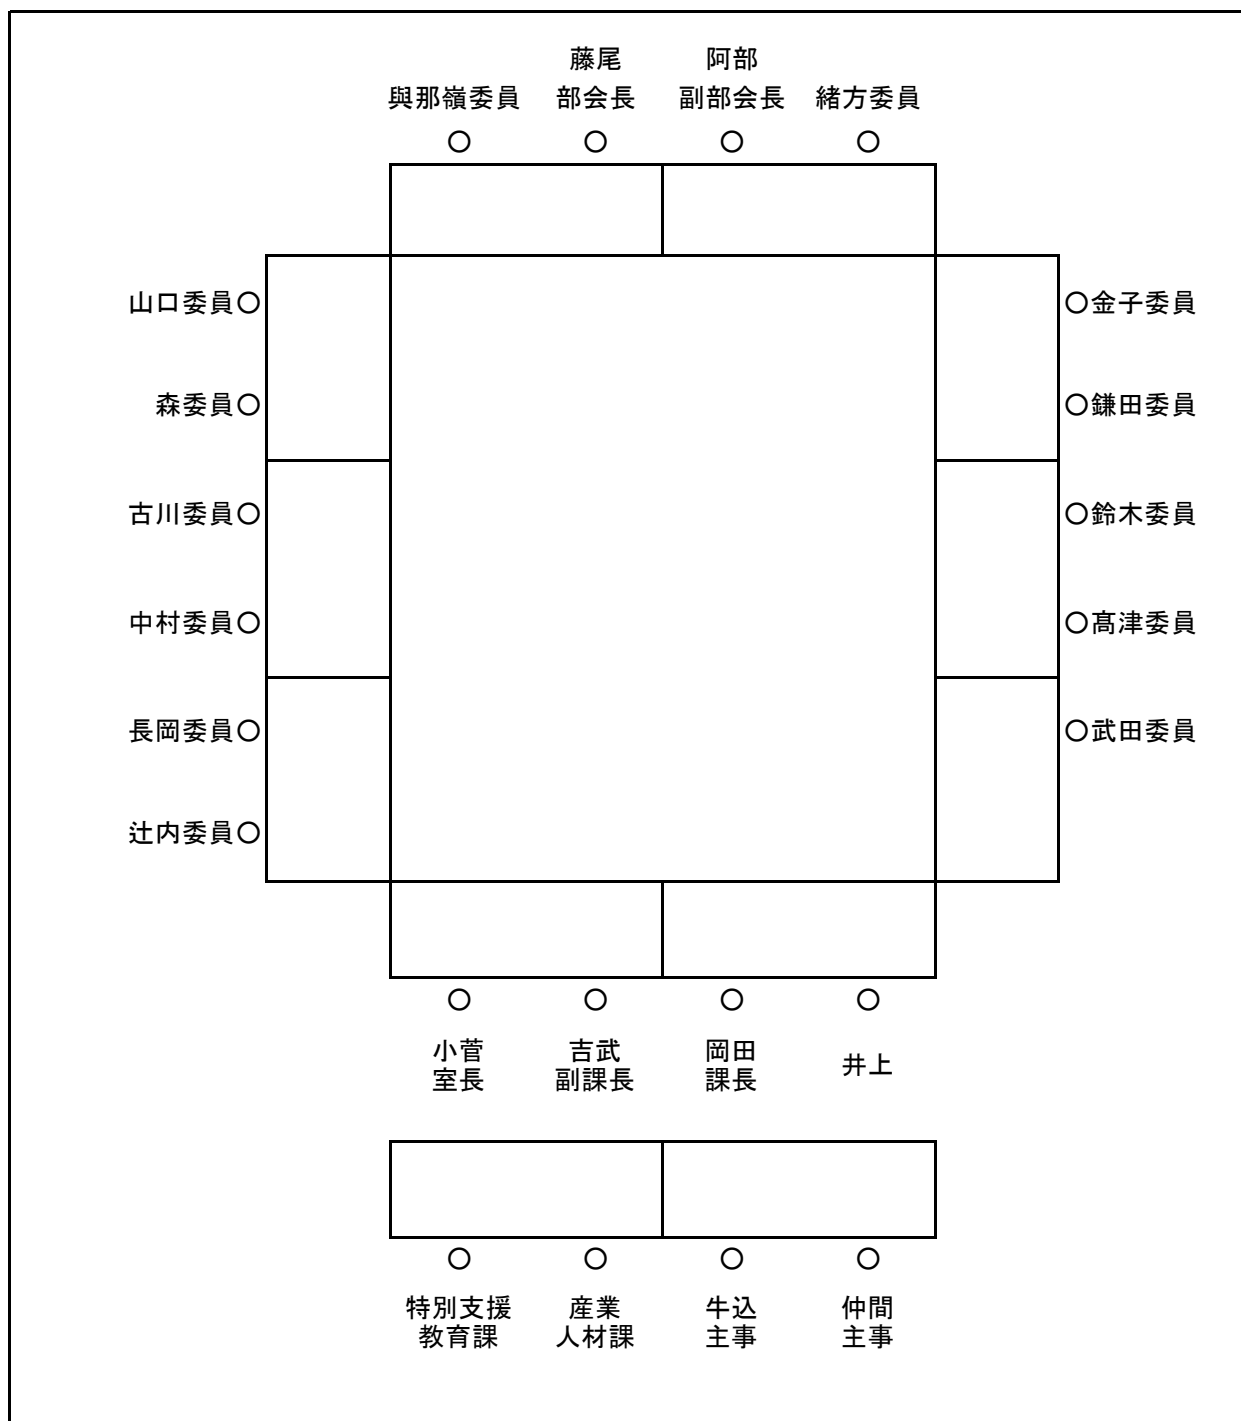 藤尾
阿部
與那嶺委員
部会長
副部会長
緒方委員
○
○
○
○
山口委員○
○金子委員
森委員○
○鎌田委員
古川委員○
○鈴木委員
中村委員○
○髙津委員
長岡委員○
○武田委員
辻内委員○
○
○
○
○
小菅
室長
吉武
副課長
岡田
課長
井上
○
○
○
○
特別支援
教育課
産業
人材課
牛込
主事
仲間
主事